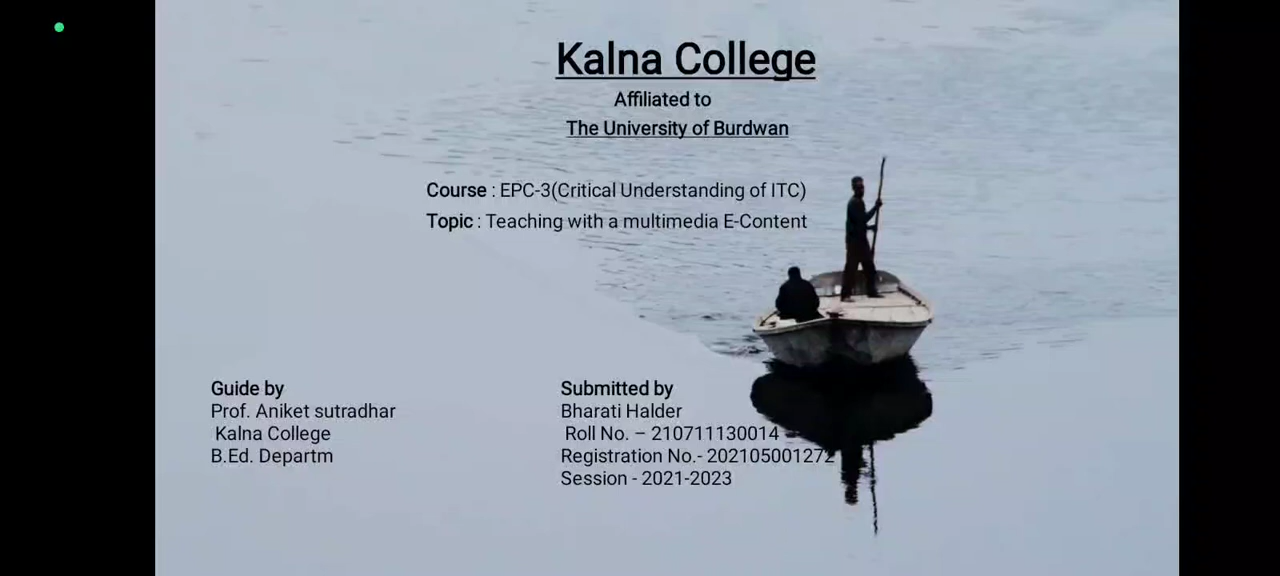 Kalna College
Affiliated to
The University of Burdwan
Course : EPC-3(Critical Understanding of ITC)
Topic : Teaching with a multimedia E-Content
Guide by
Prof. Aniket sutradhar
Kalna College
B.Ed. Departm
Submitted by
Bharati Halder
Roll No. – 210711130014
Registration No.- 202105001272
Session - 2021-2023